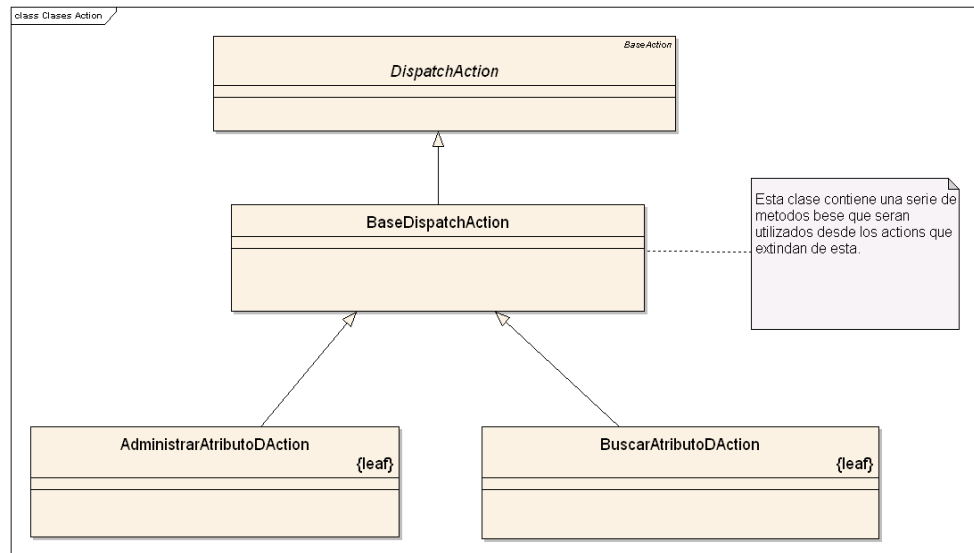 class Clases Action
BaseAction
DispatchAction
BaseDispatchAction
Esta clase contiene una serie de
metodos bese que seran
utilizados desde los actions que
extindan de esta.
AdministrarAtributoDAction
{leaf}
BuscarAtributoDAction
{leaf}